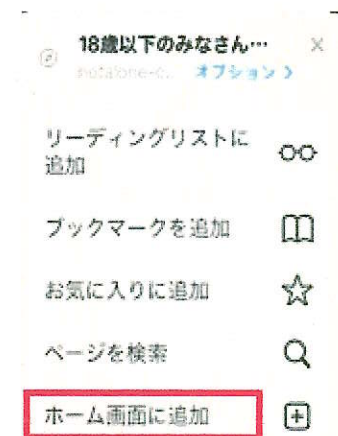 18歳以下のみなさん…
notalone-c... オプション >
リーディングリストに
追加
ブックマークを追加
お気に入りに追加
ページを検索
ホーム画面に追加